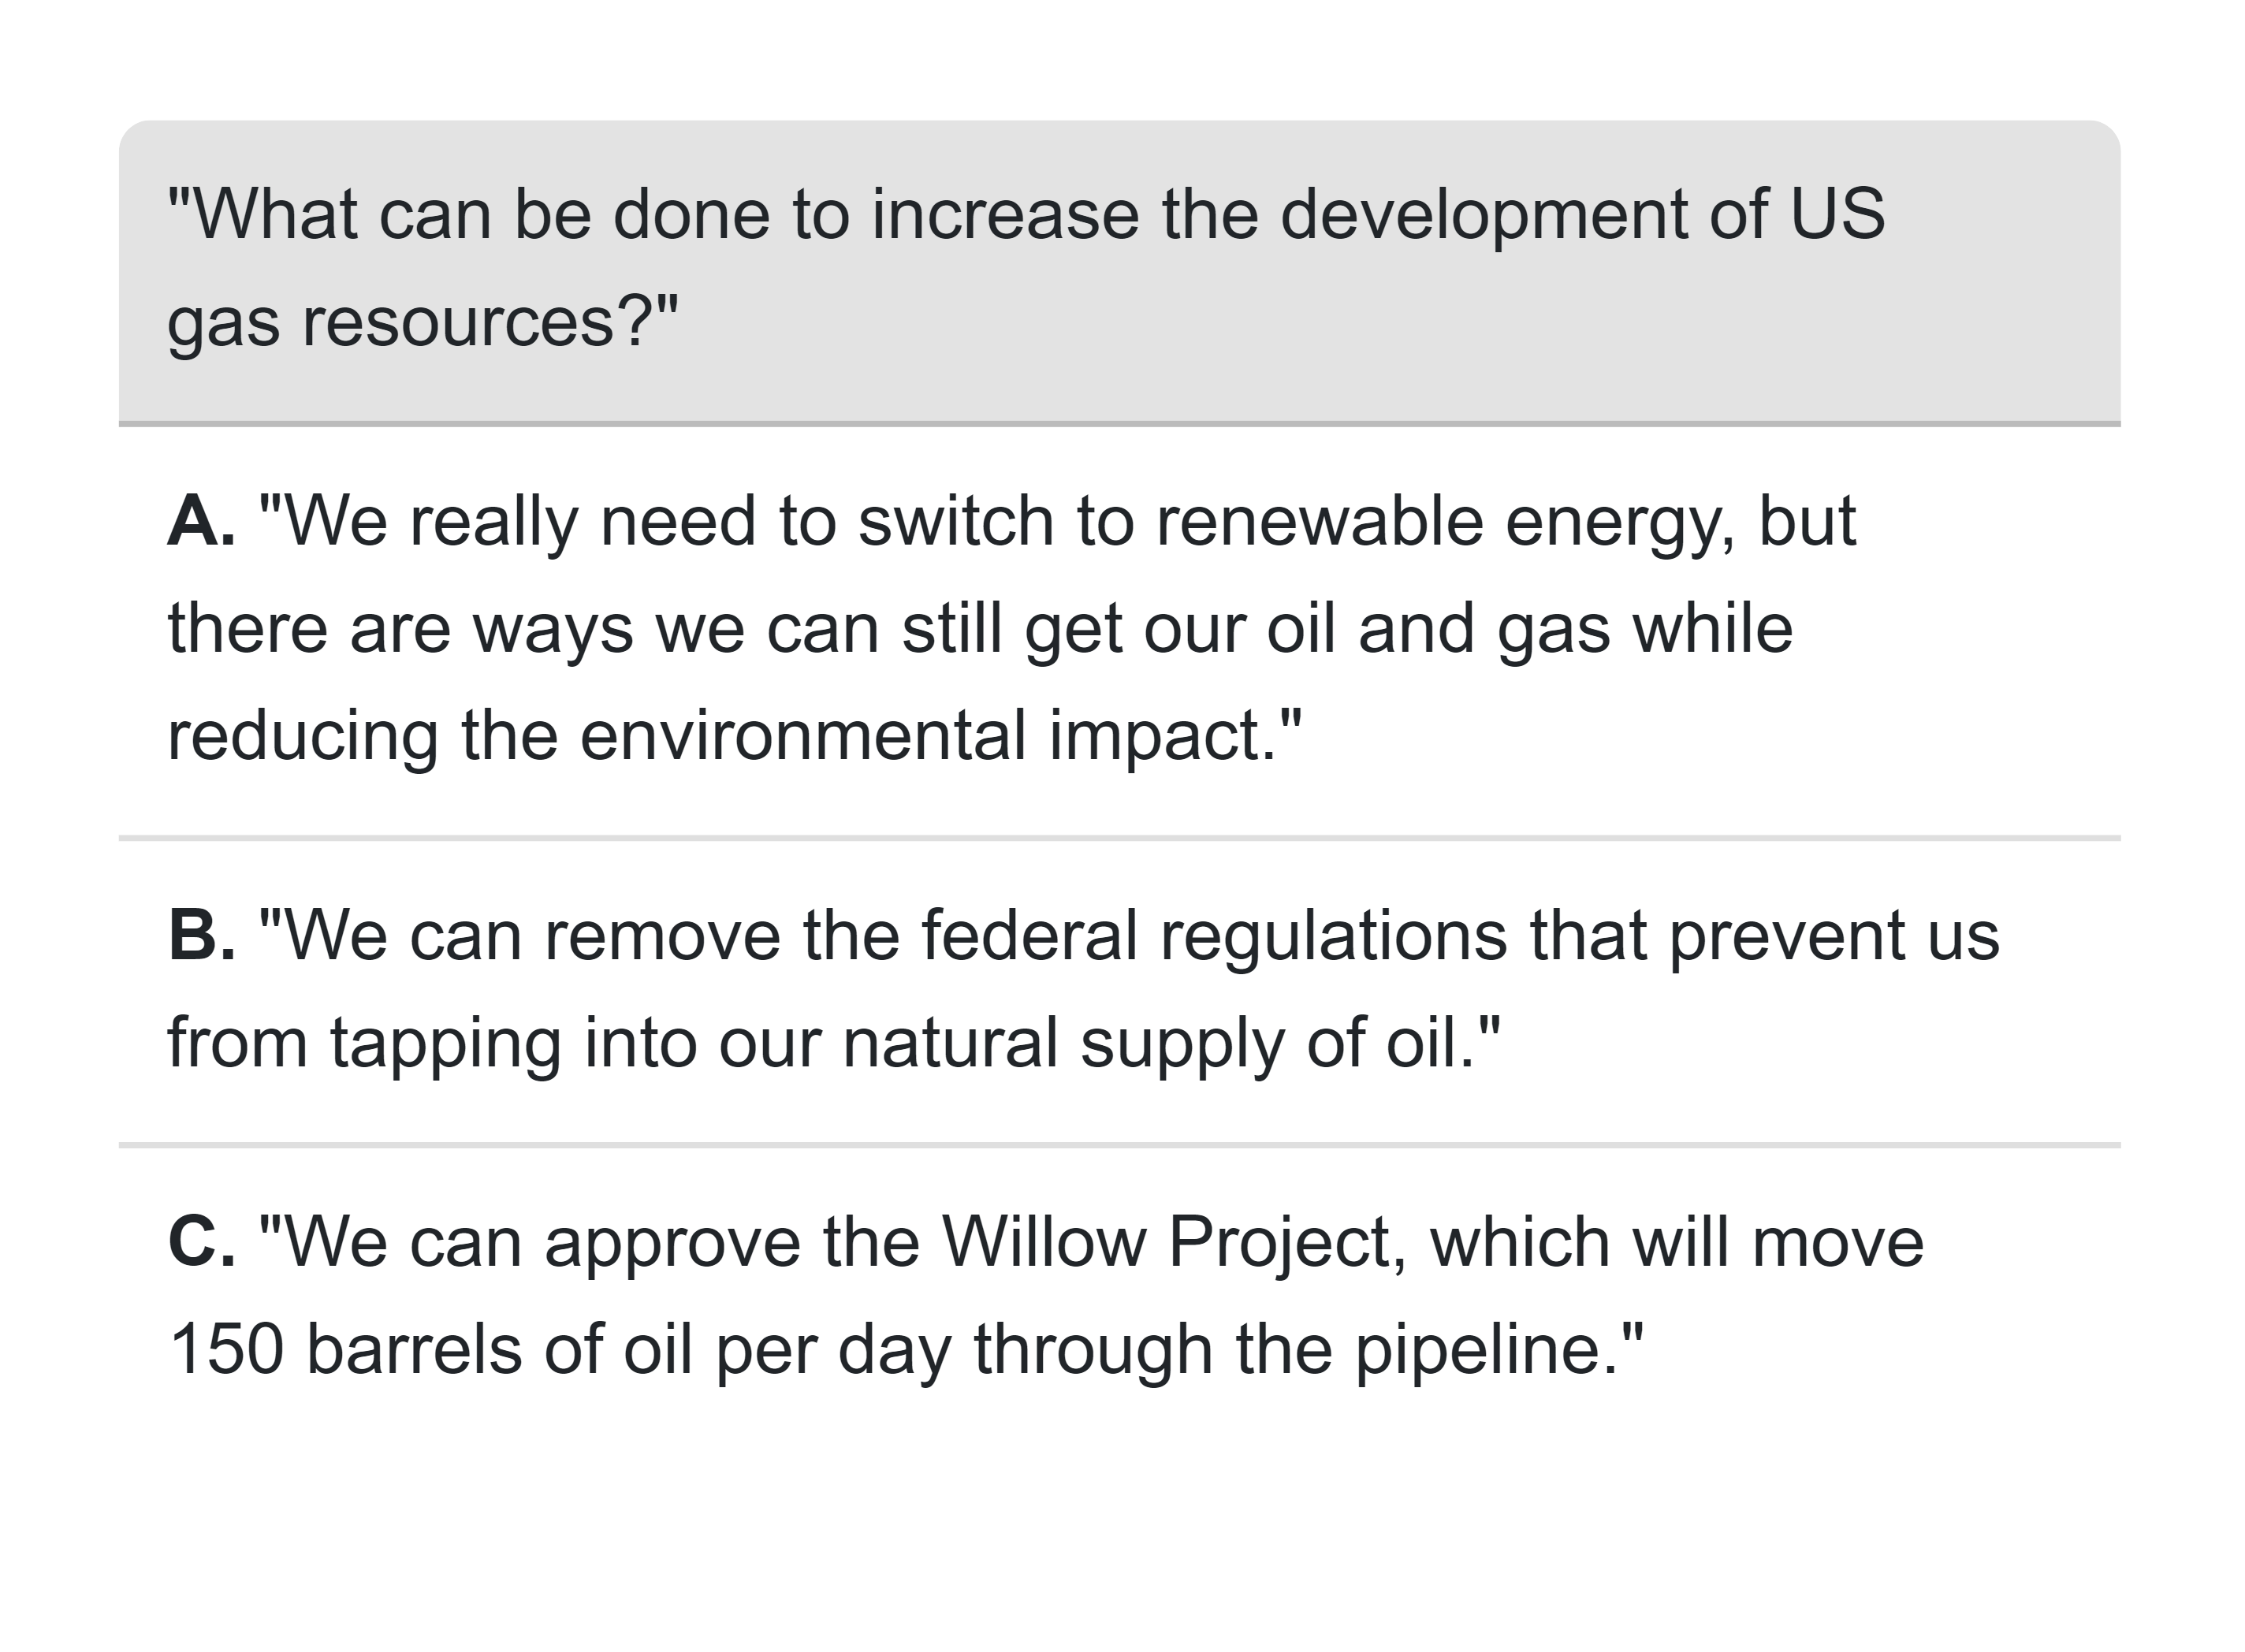 "What can be done to increase the development of US
gas resources?"
A. "We really need to switch to renewable energy, but
there are ways we can still get our oil and gas while
reducing the environmental impact."
B. "We can remove the federal regulations that prevent us
from tapping into our natural supply of oil."
C. "We can approve the Willow Project, which will move
150 barrels of oil per day through the pipeline."